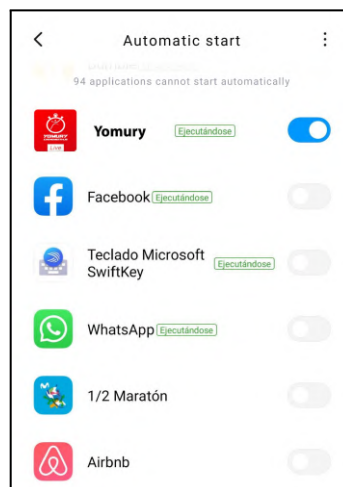 Automatic start
94 applications cannot start automatically
YOMURY
LIVE
Yomury Ejecutándose
Facebook Ejecutándose
Teclado Microsoft
SwiftKey Ejecutándose
WhatsApp Ejecutándose
1/2 Maratón
Airbnb